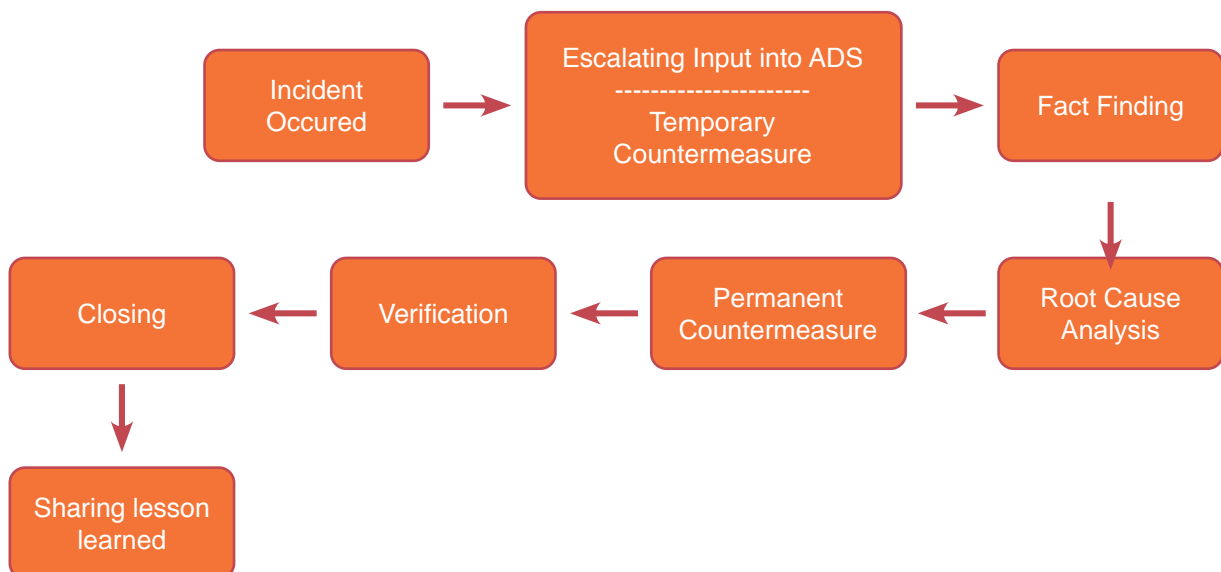 Incident
Occured
Escalating Input into ADS
----------------------
Temporary
Countermeasure
Fact Finding
Root Cause
Analysis
Permanent
Countermeasure
Verification
Closing
Sharing lesson
learned